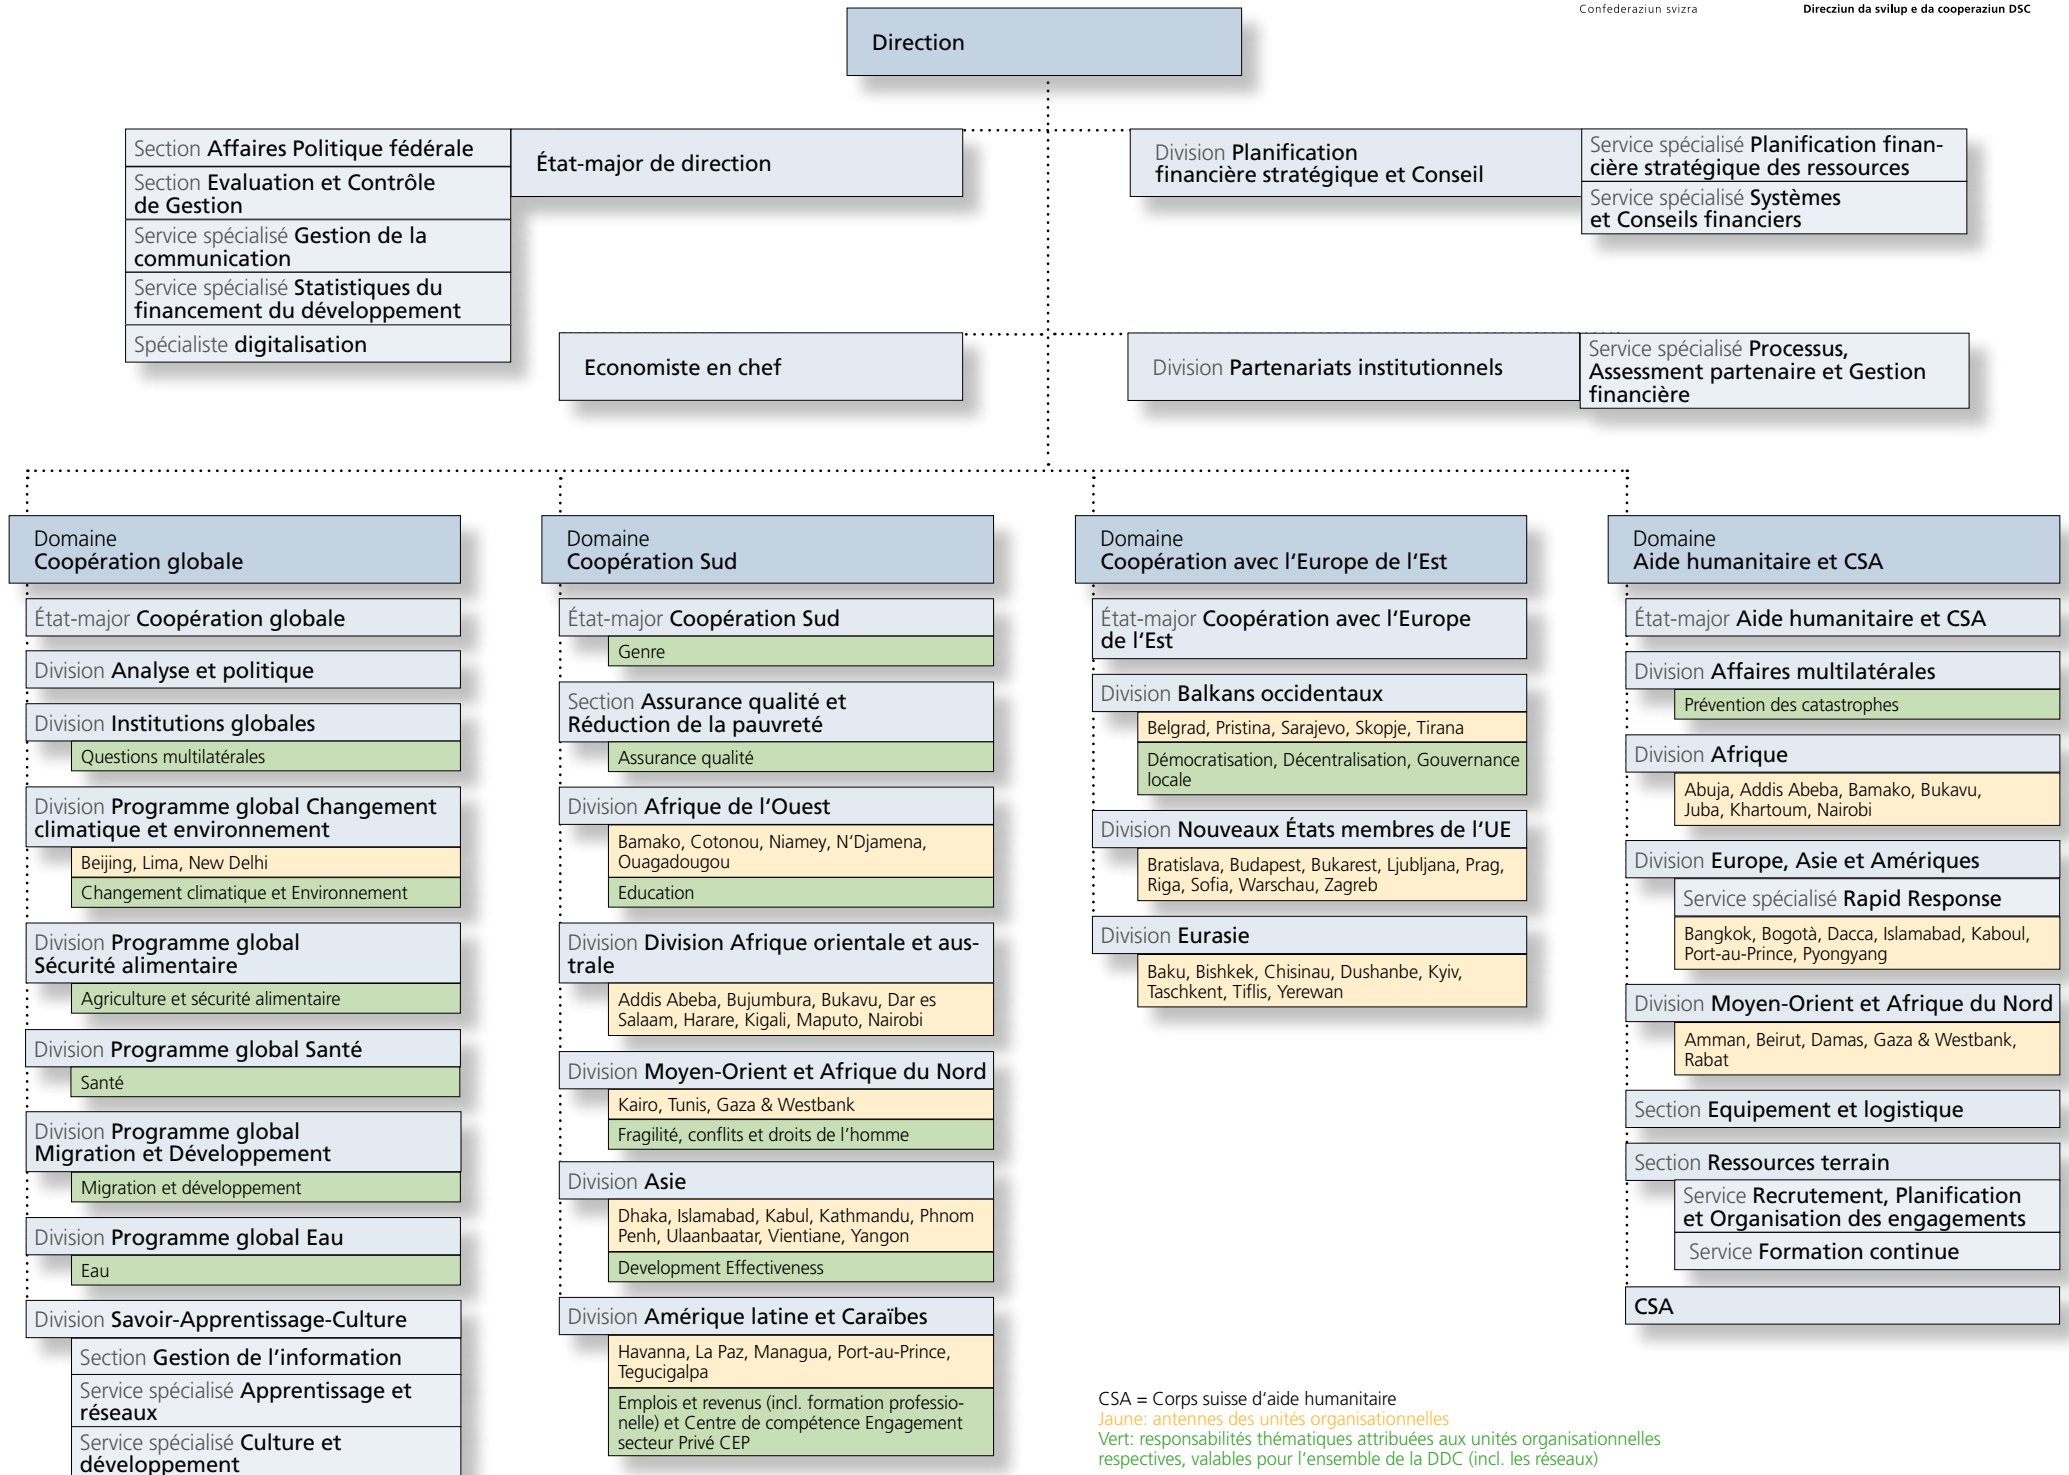 Confederaziun svizra
Direcziun da svilup e da cooperaziun DSC
Direction
Section Affaires Politique fédérale
Section Evaluation et Contrôle
de Gestion
Service spécialisé Gestion de la
communication
Service spécialisé Statistiques du
financement du développement
Spécialiste digitalisation
État-major de direction
Division Planification
financière stratégique et Conseil
Service spécialisé Planification finan-
cière stratégique des ressources
Service spécialisé Systèmes
et Conseils financiers
Economiste en chef
Division Partenariats institutionnels
Service spécialisé Processus,
Assessment partenaire et Gestion
financière
Domaine
Coopération globale
État-major Coopération globale
Division Analyse et politique
Division Institutions globales
Questions multilatérales
Division Programme global Changement
climatique et environnement
Beijing, Lima, New Delhi
Changement climatique et Environnement
Division Programme global
Sécurité alimentaire
Agriculture et sécurité alimentaire
Division Programme global Santé
Santé
Division Programme global
Migration et Développement
Migration et développement
Division Programme global Eau
Eau
Division Savoir-Apprentissage-Culture
Section Gestion de l'information
Service spécialisé Apprentissage et
réseaux
Service spécialisé Culture et
développement
Domaine
Coopération Sud
État-major Coopération Sud
Genre
Section Assurance qualité et
Réduction de la pauvreté
Assurance qualité
Division Afrique de l'Ouest
Bamako, Cotonou, Niamey, N'Djamena,
Ouagadougou
Education
Division Division Afrique orientale et aus-
trale
Addis Abeba, Bujumbura, Bukavu, Dar es
Salaam, Harare, Kigali, Maputo, Nairobi
Division Moyen-Orient et Afrique du Nord
Kairo, Tunis, Gaza & Westbank
Fragilité, conflits et droits de l'homme
Division Asie
Dhaka, Islamabad, Kabul, Kathmandu, Phnom
Penh, Ulaanbaatar, Vientiane, Yangon
Development Effectiveness
Division Amérique latine et Caraïbes
Havanna, La Paz, Managua, Port-au-Prince,
Tegucigalpa
Emplois et revenus (incl. formation professio-
nelle) et Centre de compétence Engagement
secteur Privé CEP
Domaine
Coopération avec l'Europe de l'Est
État-major Coopération avec l'Europe
de l'Est
Division Balkans occidentaux
Belgrad, Pristina, Sarajevo, Skopje, Tirana
Démocratisation, Décentralisation, Gouvernance
locale
Division Nouveaux États membres de l'UE
Bratislava, Budapest, Bukarest, Ljubljana, Prag,
Riga, Sofia, Warschau, Zagreb
Division Eurasie
Baku, Bishkek, Chisinau, Dushanbe, Kyiv,
Taschkent, Tiflis, Yerewan
Domaine
Aide humanitaire et CSA
État-major Aide humanitaire et CSA
Division Affaires multilatérales
Prévention des catastrophes
Division Afrique
Abuja, Addis Abeba, Bamako, Bukavu,
Juba, Khartoum, Nairobi
Division Europe, Asie et Amériques
Service spécialisé Rapid Response
Bangkok, Bogotà, Dacca, Islamabad, Kaboul,
Port-au-Prince, Pyongyang
Division Moyen-Orient et Afrique du Nord
Amman, Beirut, Damas, Gaza & Westbank,
Rabat
Section Equipement et logistique
Section Ressources terrain
Service Recrutement, Planification
et Organisation des engagements
Service Formation continue
CSA
CSA = Corps suisse d'aide humanitaire
Jaune: antennes des unités organisationnelles
Vert: responsabilités thématiques attribuées aux unités organisationnelles
respectives, valables pour l'ensemble de la DDC (incl. les réseaux)